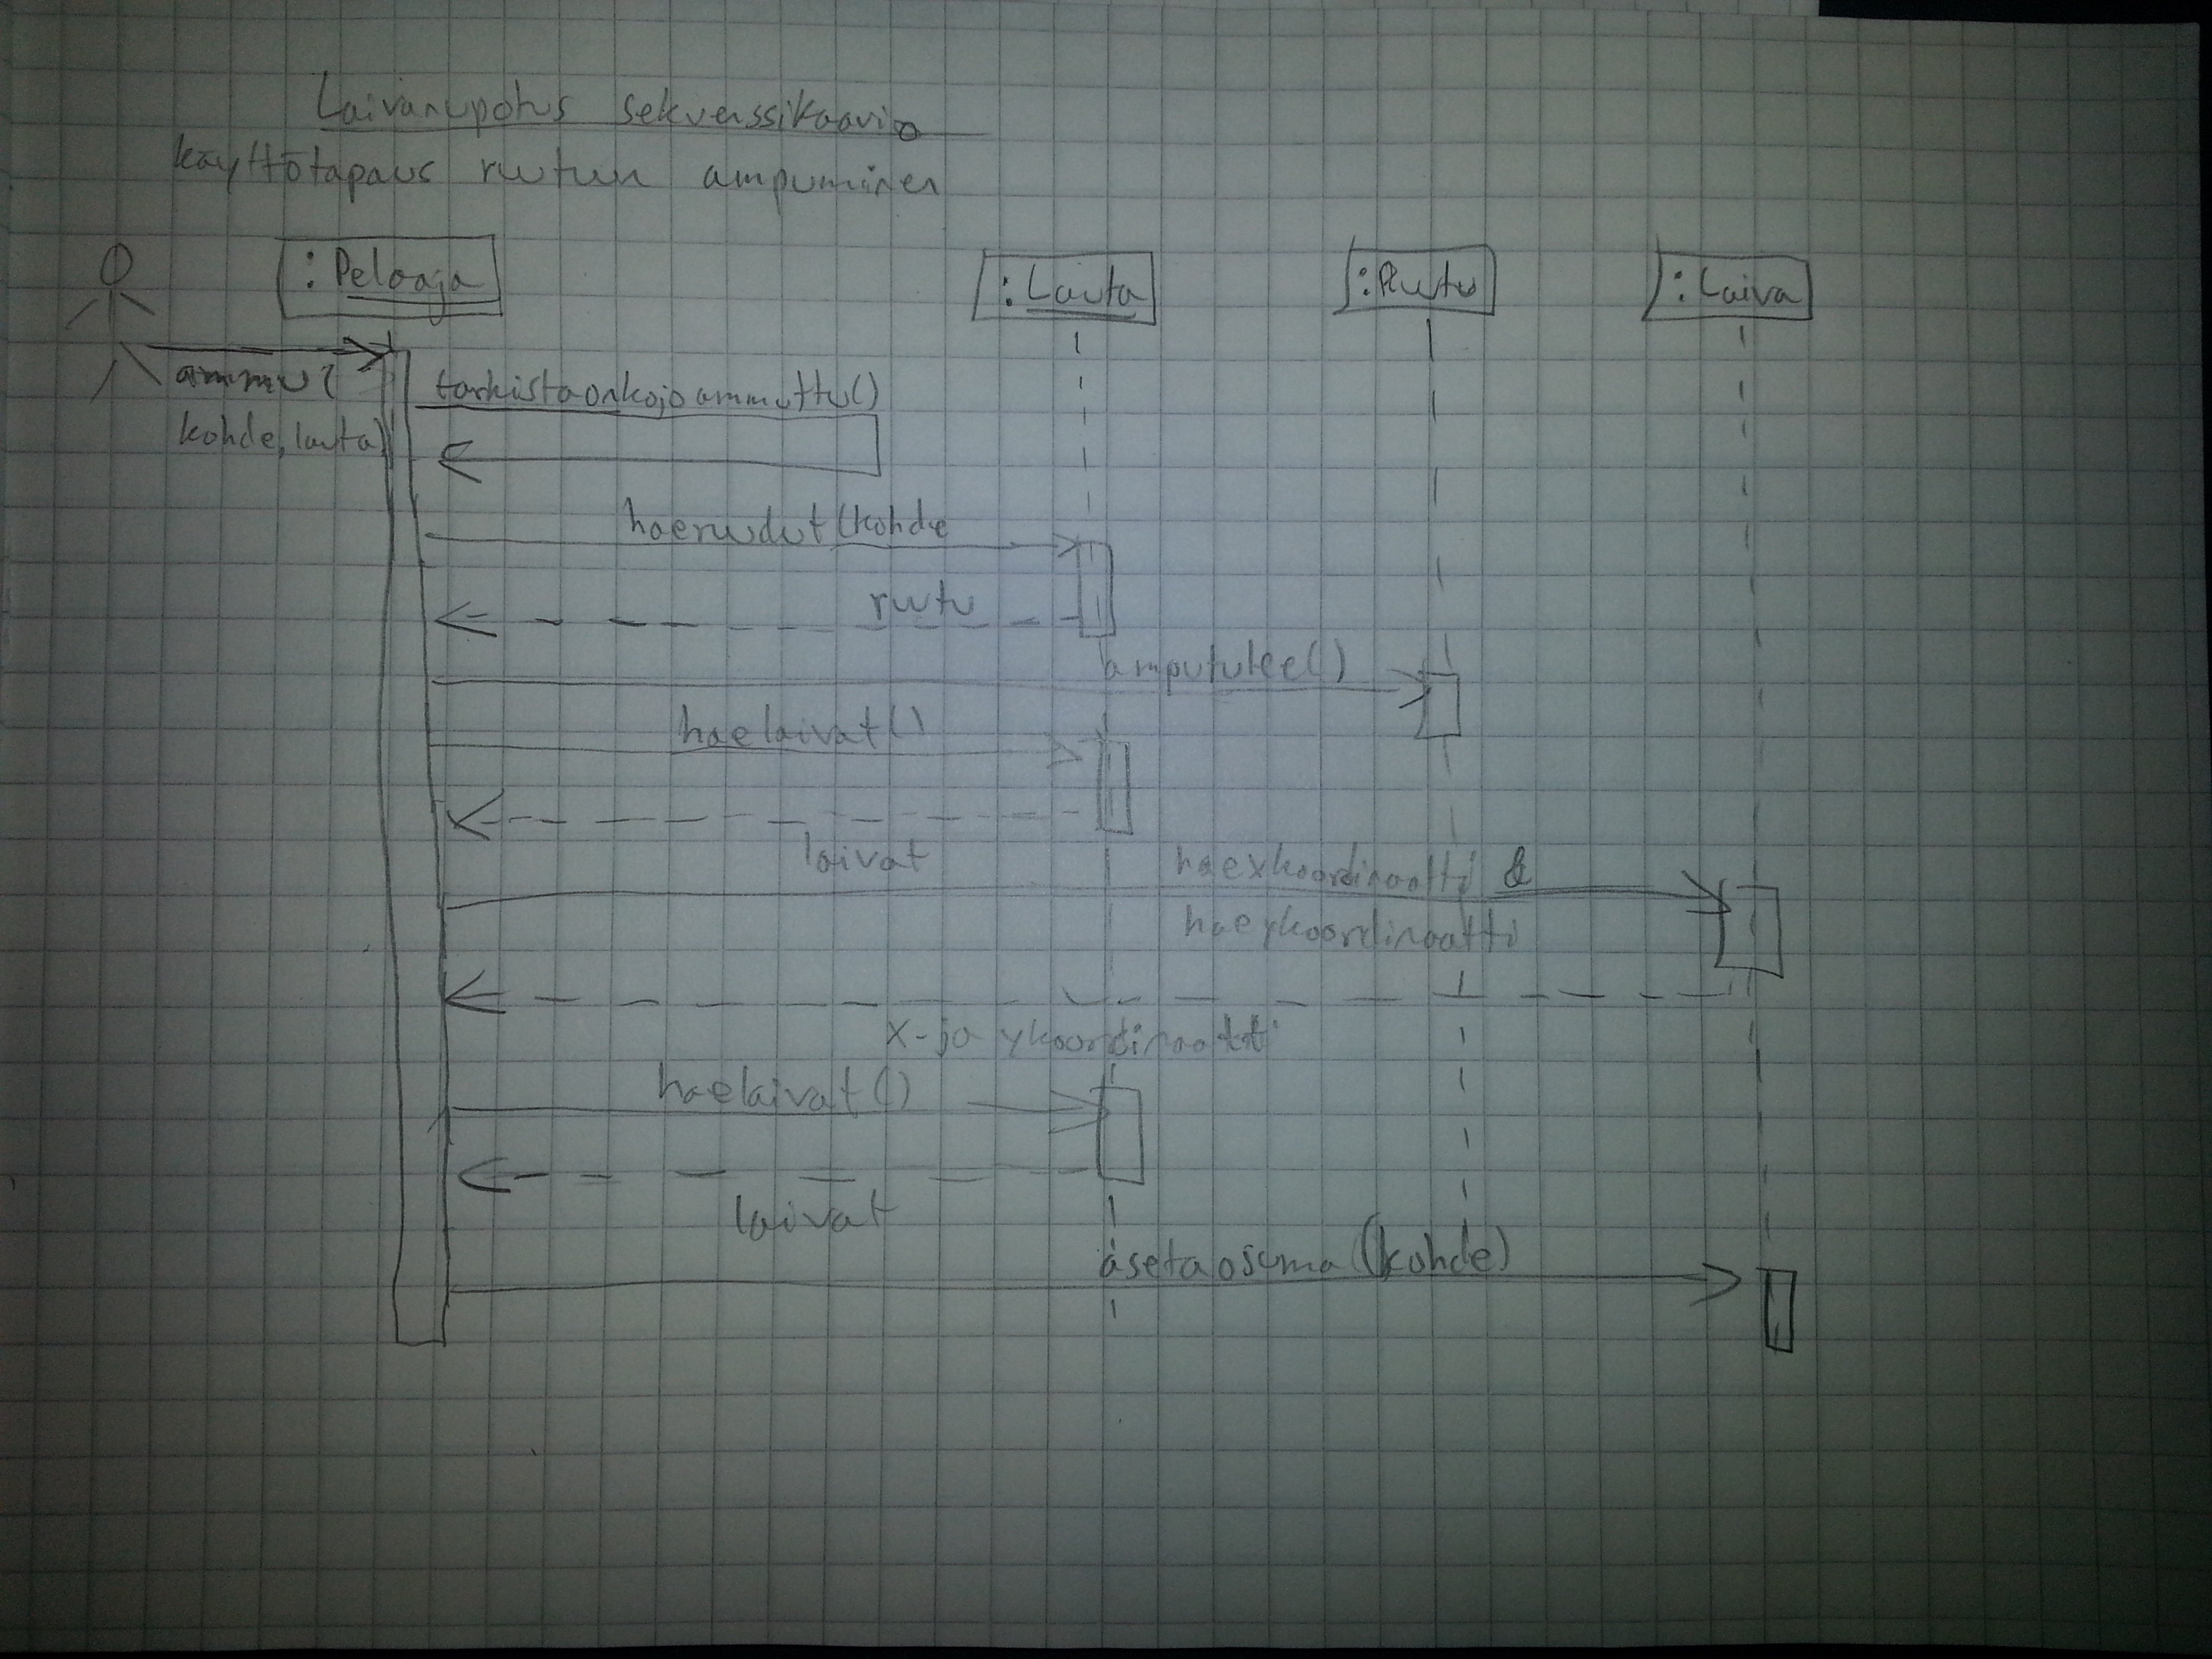 Laivanupotus sekvenssikaavio
käyttötapaus ruutuun ampuminen
:Pelaaja
:Lauta
:Ruutu
:Laiva
ammu(
kohde, lauta)
tarkistaonkojoammuttu()
haeruudut(kohde
ruutu
amputulee()
haelaivat()
laivat
haexkoordinaatti &
haeykoordinaatti
x-ja ykoordinaatti
haelaivat()
laivat
asetaosuma(kohde)